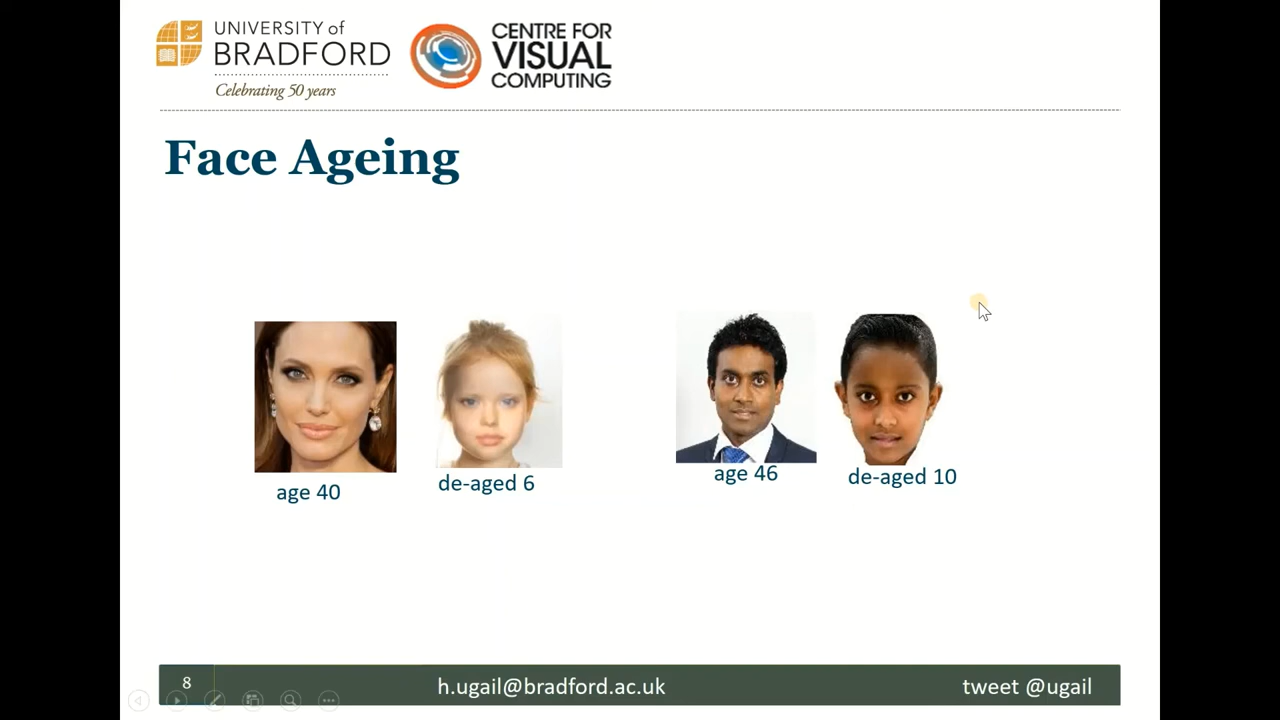 UNIVERSITY of
BRADFORD
Celebrating 50 years
CENTRE FOR
VISUAL
COMPUTING
Face Ageing
age 40
de-aged 6
age 46
de-aged 10
8
h.ugail@bradford.ac.uk
tweet @ugail